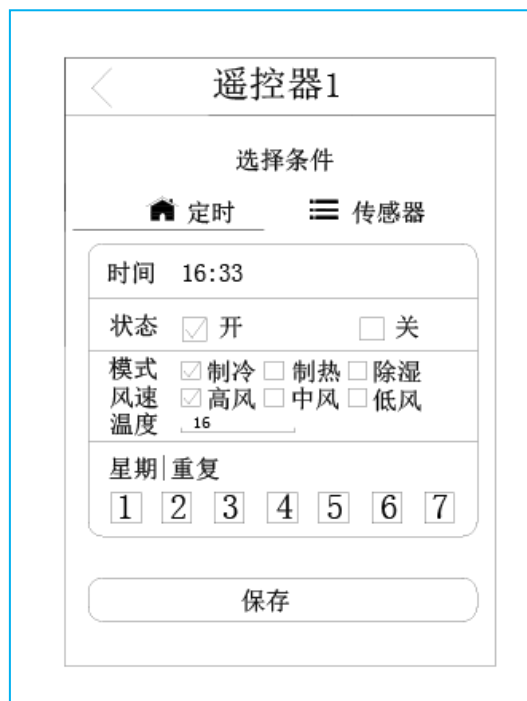 遥控器1
选择条件
定时 传感器
时间 16:33
状态 开 关
模式 制冷 制热 除湿
风速 高风 中风 低风
温度 16
星期|重复
1 2 3 4 5 6 7
保存